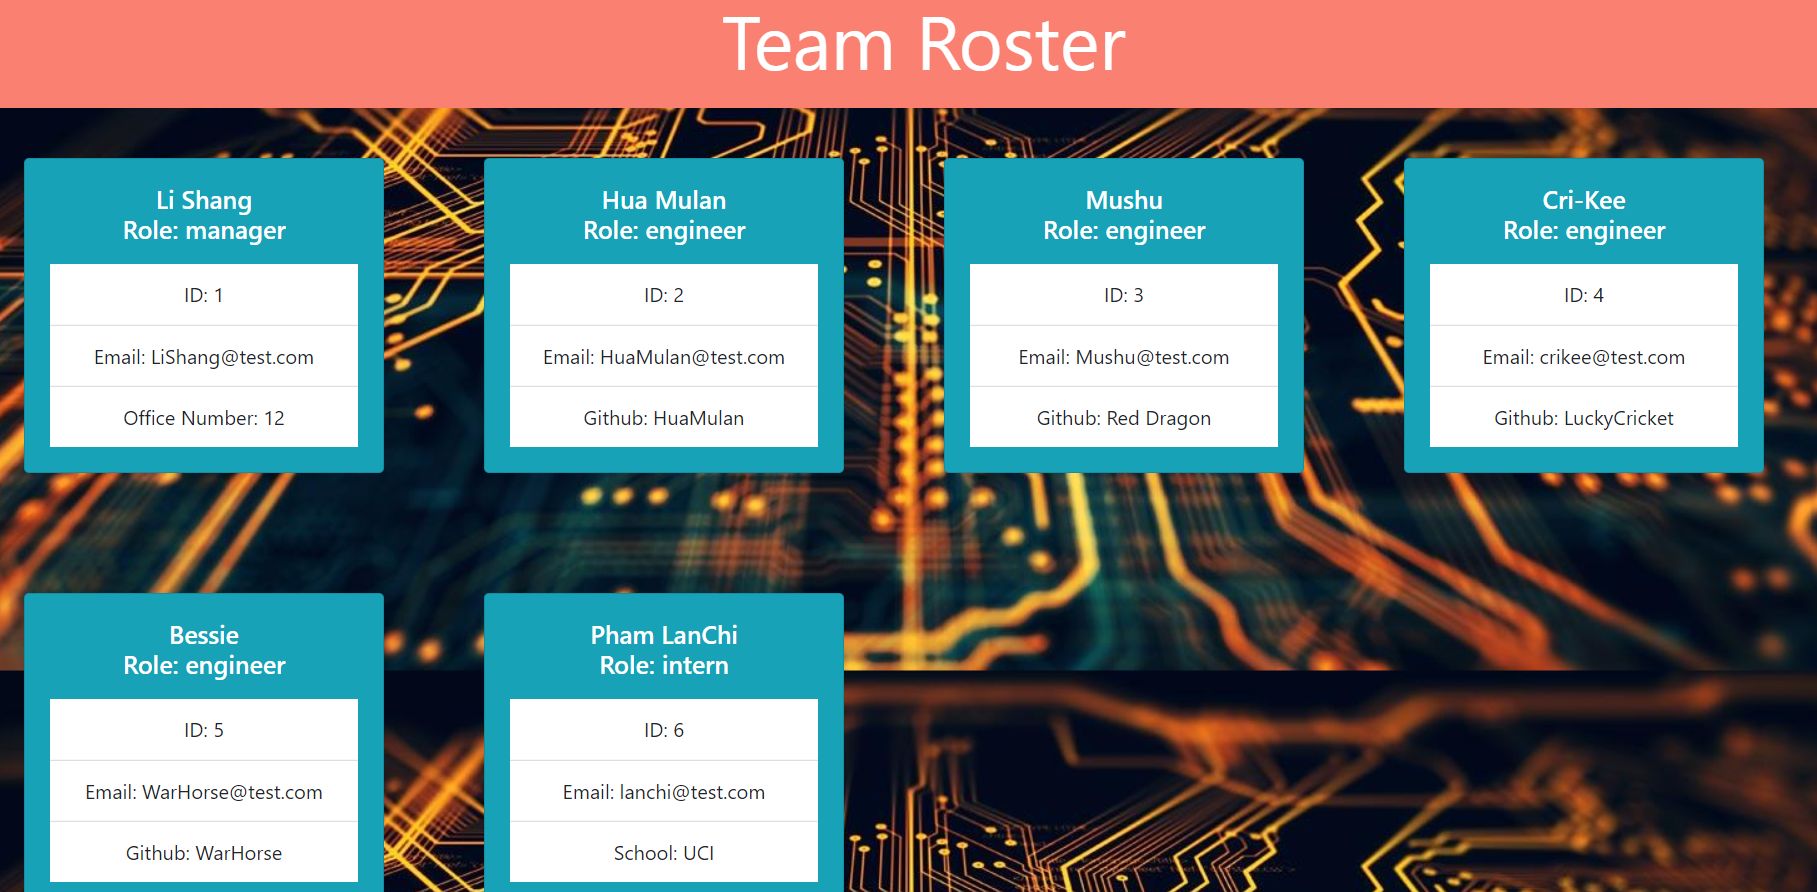 Team Roster
Li Shang
Role: manager
ID: 1
Email: LiShang@test.com
Office Number: 12
Hua Mulan
Role: engineer
ID: 2
Email: HuaMulan@test.com
Github: HuaMulan
Mushu
Role: engineer
ID: 3
Email: Mushu@test.com
Github: Red Dragon
Cri-Kee
Role: engineer
ID: 4
Email: crikee@test.com
Github: LuckyCricket
Bessie
Role: engineer
ID: 5
Email: WarHorse@test.com
Github: WarHorse
Pham LanChi
Role: intern
ID: 6
Email: lanchi@test.com
School: UCI